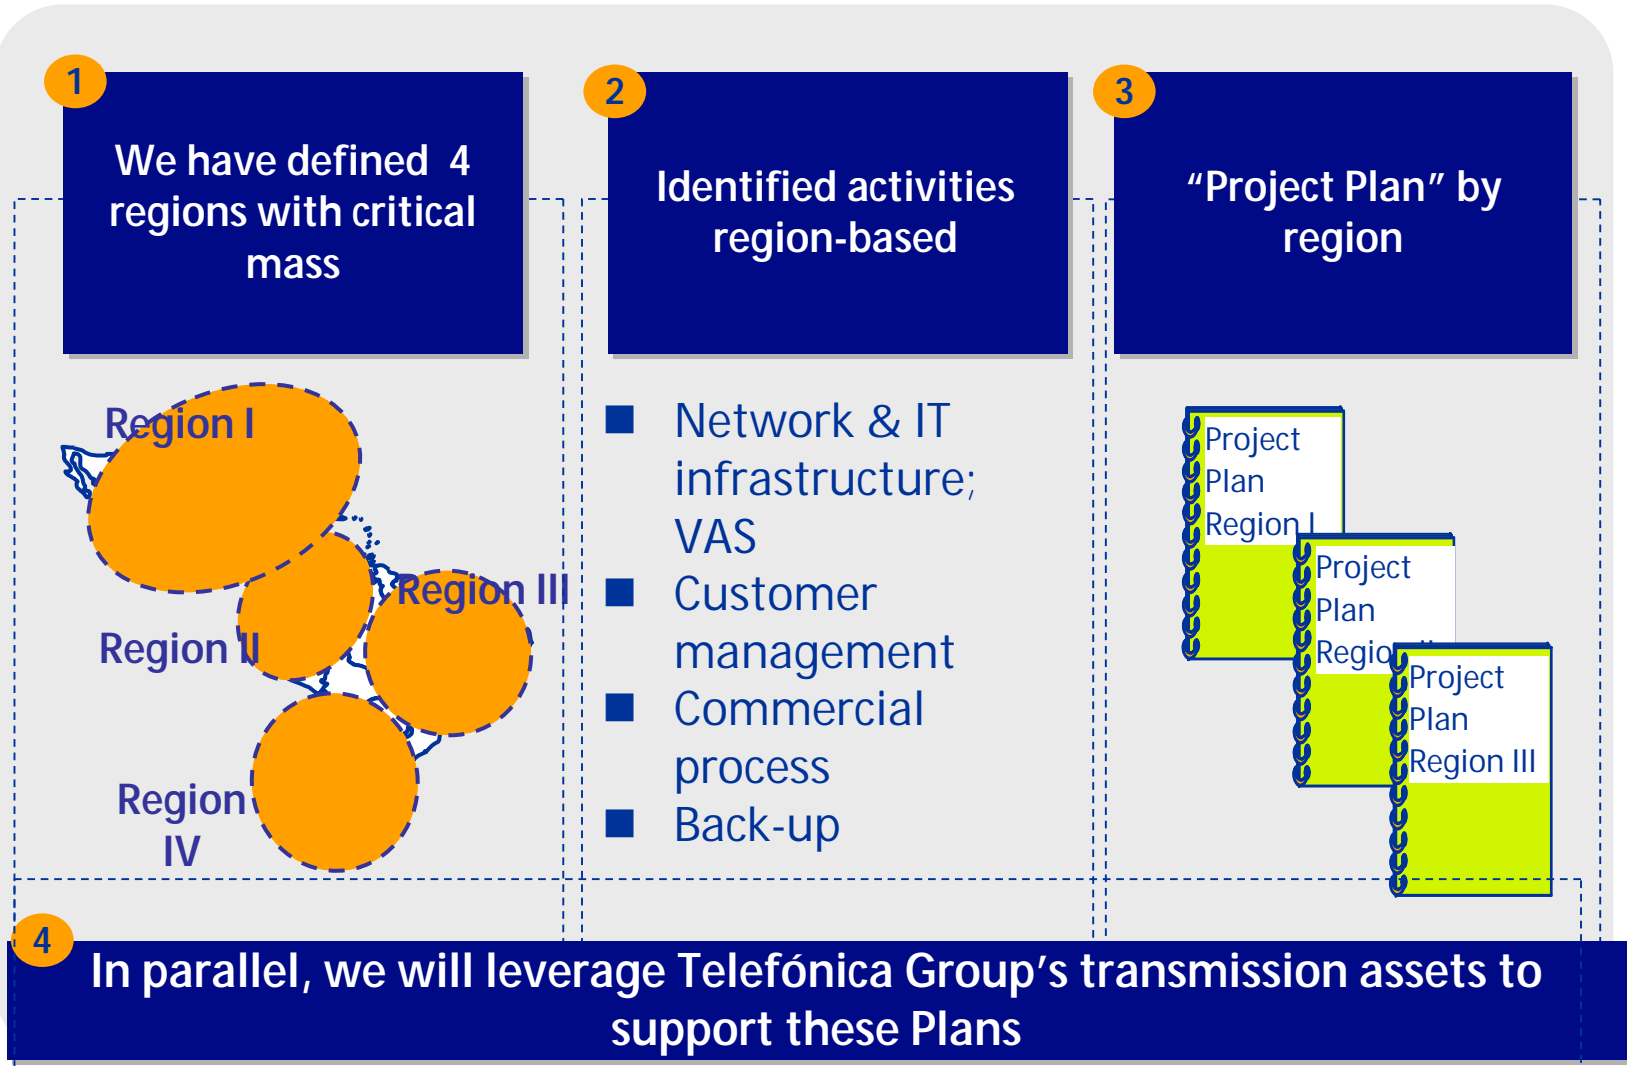 1
We have defined 4
regions with critical
mass
Region I
Region III
Region II
Region
IV
2
Identified activities
region-based
Network & IT
infrastructure;
VAS
Customer
management
Commercial
process
Back-up
3
“Project Plan” by
region
Project
Plan
Region I
Project
Plan
Project
Plan
Region III
4
In parallel, we will leverage Telefónica Group’s transmission assets to
support these Plans